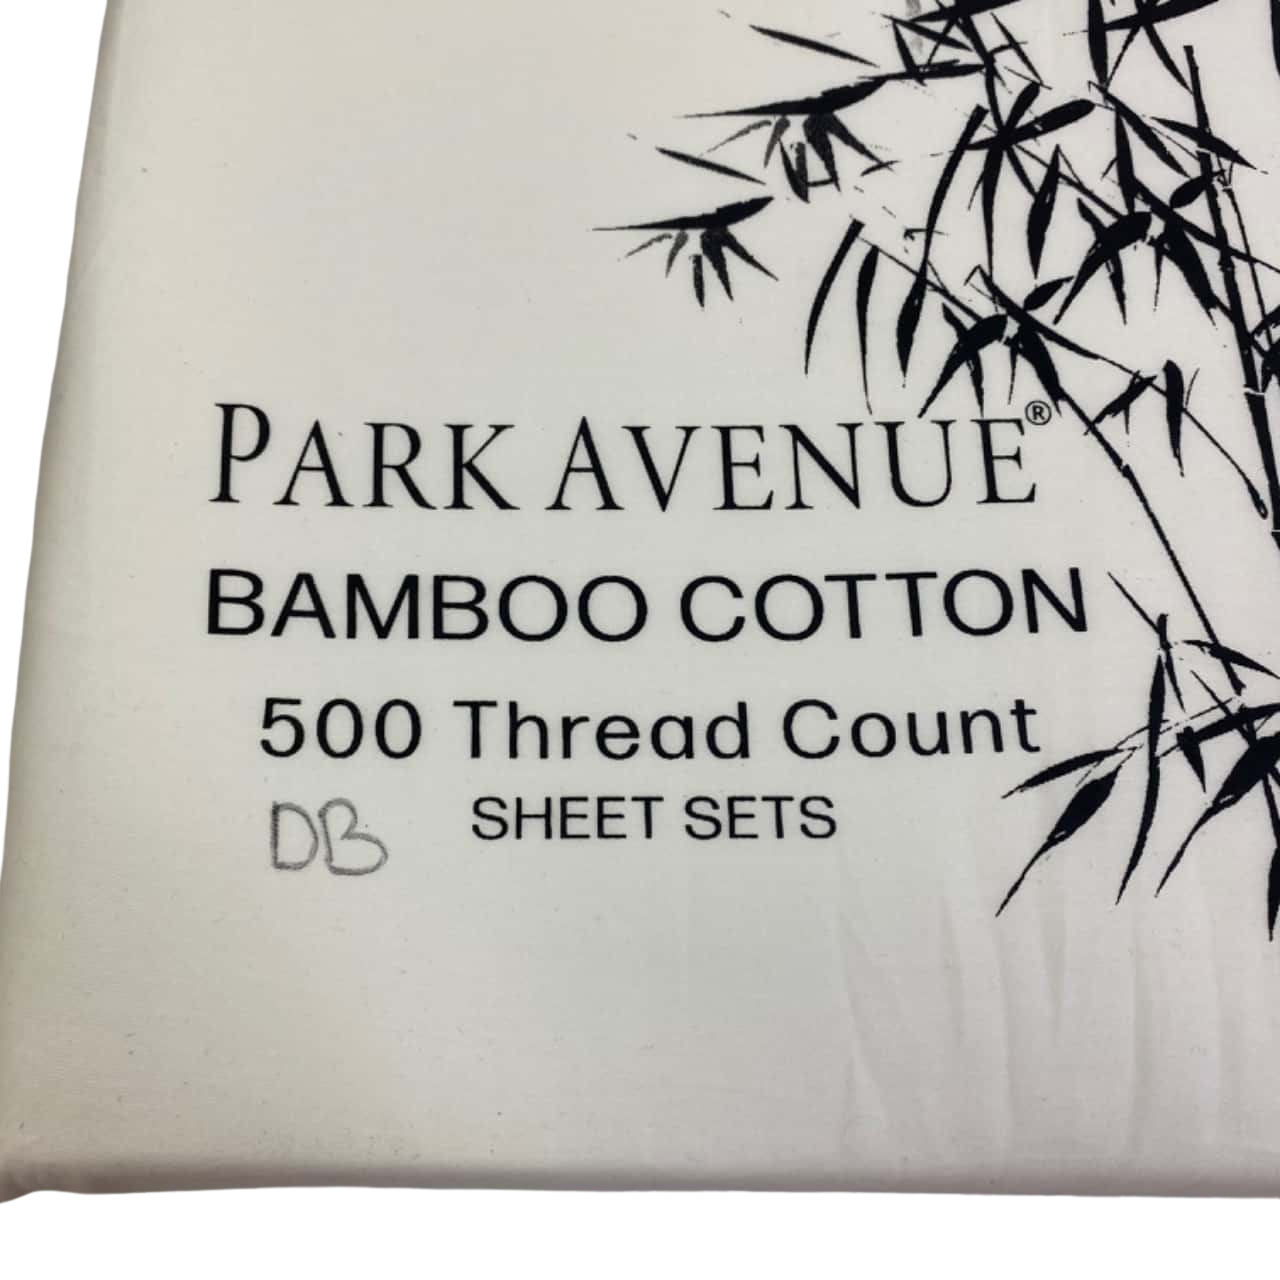 PARK AVENUE®
BAMBOO COTTON
500 Thread Count
DB SHEET SETS